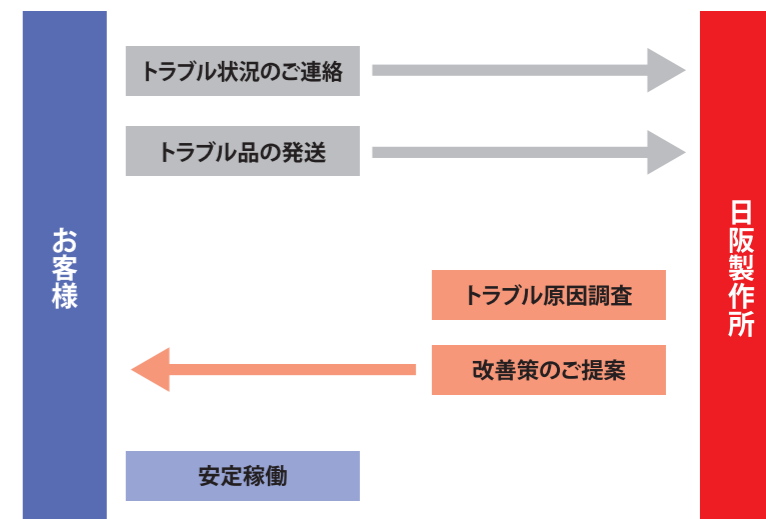 お客様
トラブル状況のご連絡
トラブル品の発送
トラブル原因調査
改善策のご提案
安定稼働
日阪製作所